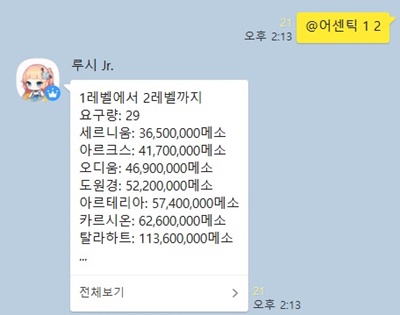 @어센틱 1 2
21
오후 2:13
루시 Jr.
1레벨에서 2레벨까지
요구량: 29
세르니움: 36,500,000메소
아르크스: 41,700,000메소
오디움: 46,900,000메소
도원경: 52,200,000메소
아르테리아: 57,400,000메소
카르시온: 62,600,000메소
탈라하트: 113,600,000메소
...
전체보기 >
21
오후 2:13